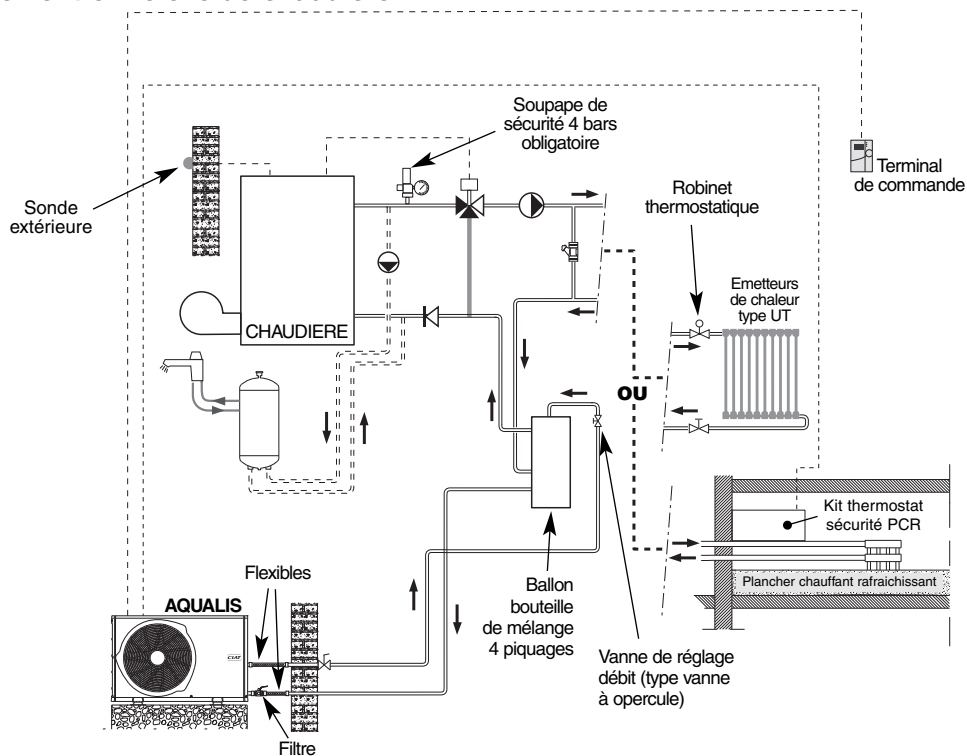 Soupape de
sécurité 4 bars
obligatoire
Terminal
de commande
Robinet
thermostatique
Sonde
extérieure
Emetteurs
de chaleur
type UT
CHAUDIERE
OU
Kit thermostat
sécurité PCR
Plancher chauffant rafraichissant
Flexibles
AQUALIS
CIAT
Ballon
bouteille
de mélange
4 piquages
Vanne de réglage
débit (type vanne
à opercule)
Filtre